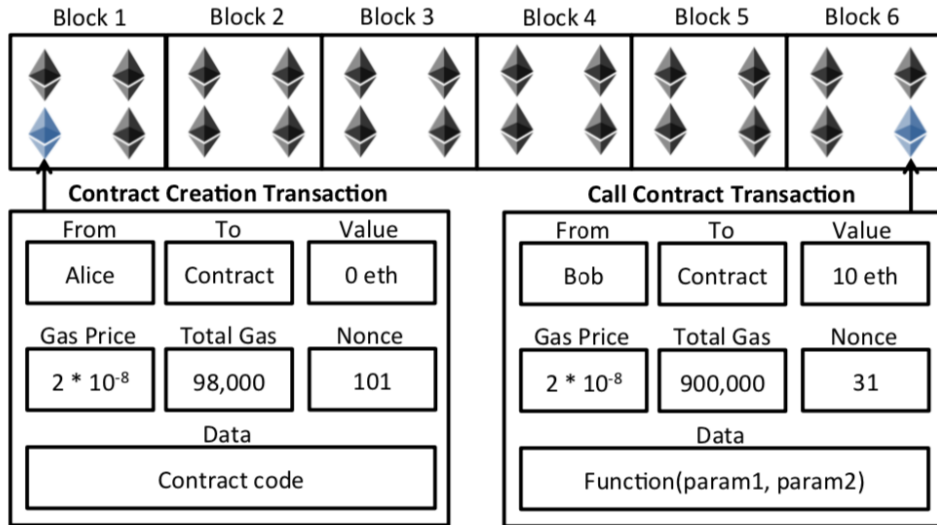 Block 1 Block 2 Block 3 Block 4 Block 5 Block 6
Contract Creation Transaction
From To Value
Alice Contract 0 eth
Gas Price Total Gas Nonce
2 * 10⁻⁸ 98,000 101
Data
Contract code
Call Contract Transaction
From To Value
Bob Contract 10 eth
Gas Price Total Gas Nonce
2 * 10⁻⁸ 900,000 31
Data
Function(param1, param2)